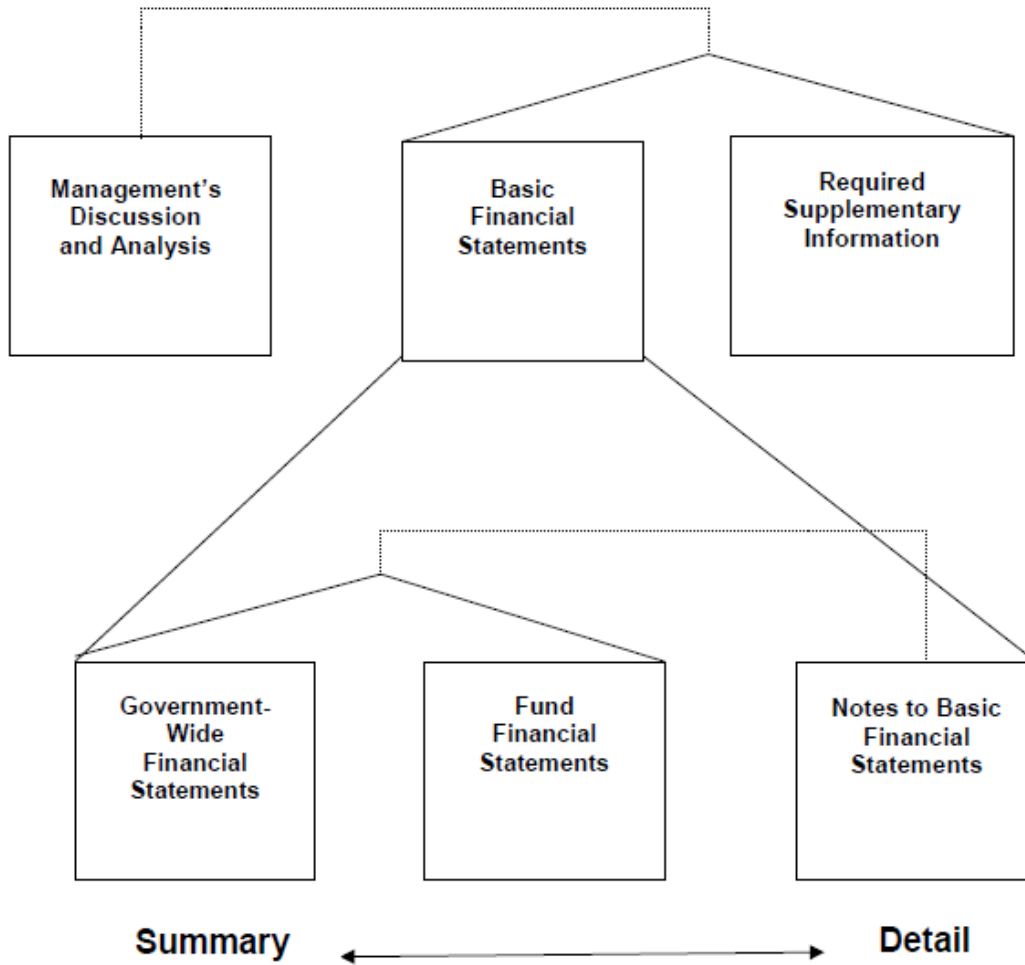 Management’s
Discussion
and Analysis
Basic
Financial
Statements
Required
Supplementary
Information
Government-
Wide
Financial
Statements
Fund
Financial
Statements
Notes to Basic
Financial
Statements
Summary
Detail